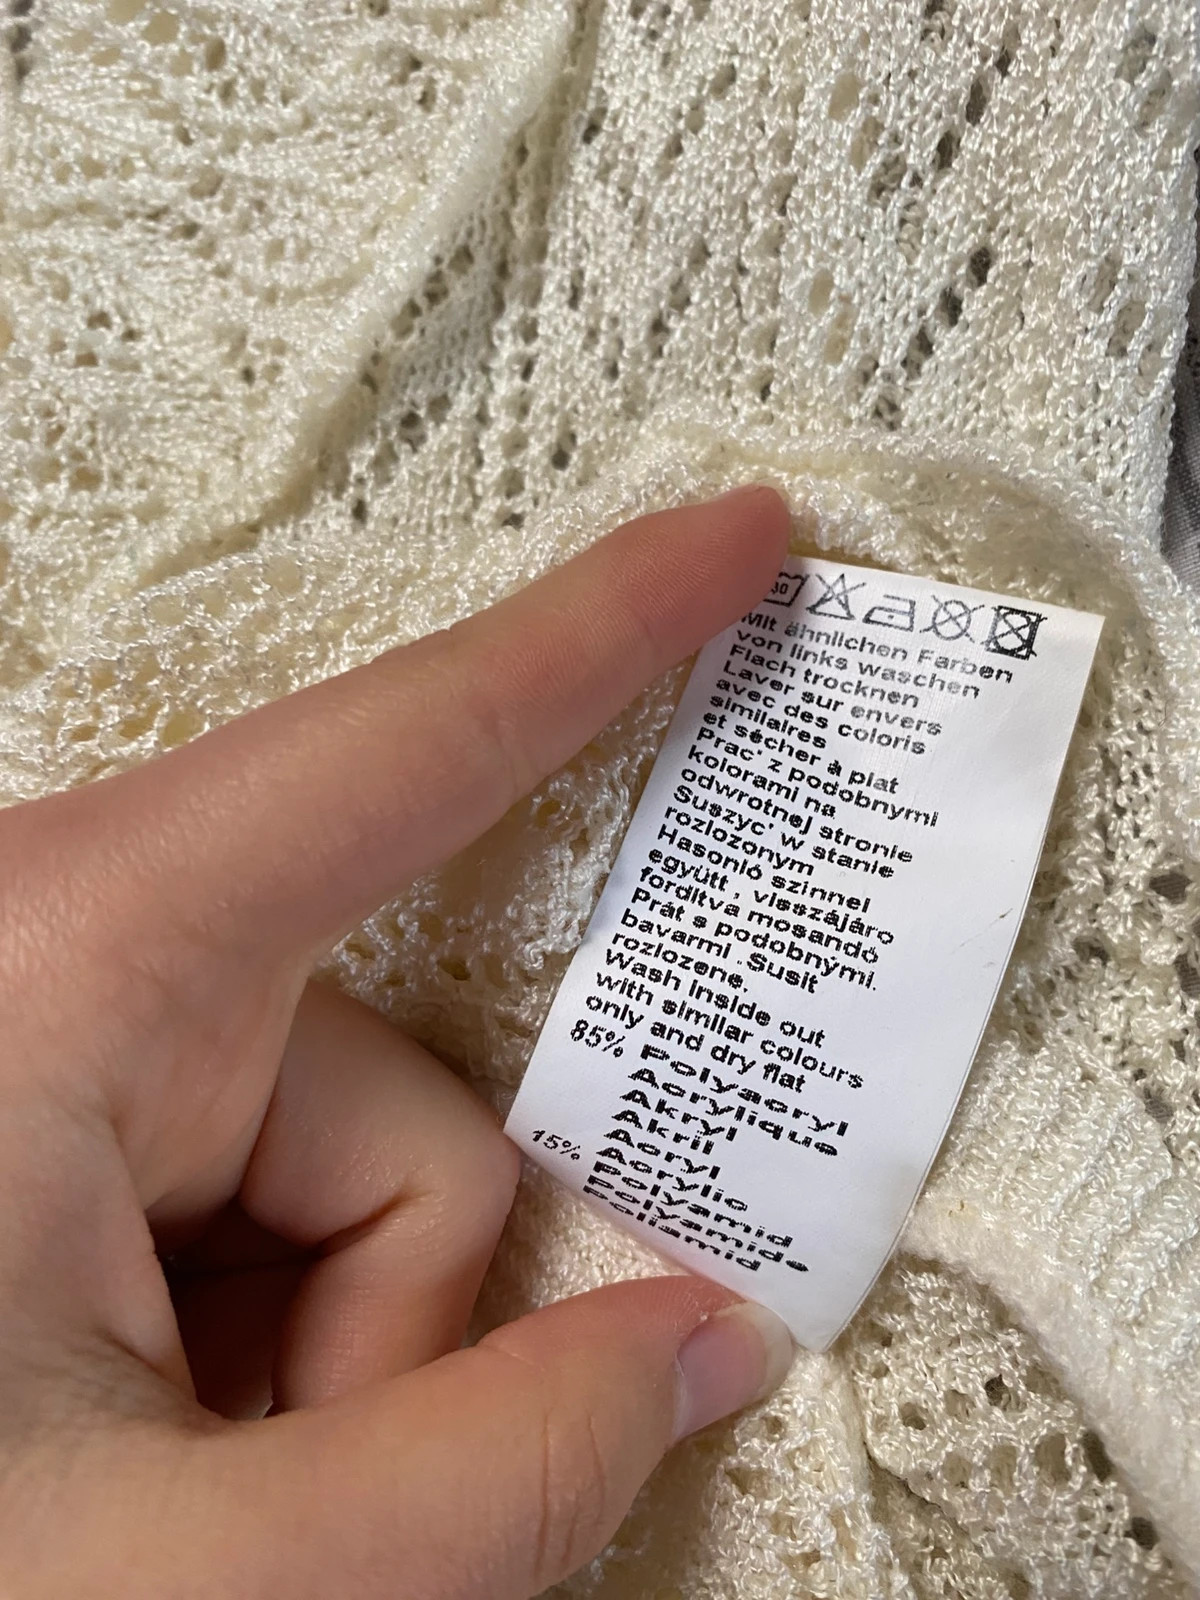 30
Mit ähnlichen Farben
von links waschen
Flach trocknen
Laver sur envers
avec des coloris
similaires
et sécher à plat
Prac' z podobnymi
kolorami na
odwrotnej stronie
Suszyc' w stanie
rozlozonym
Hasonló szinnel
együtt , visszájáro
fordítva mosandó
Prát s podobnými.
bavarmi .Susit
rozlozene.
Wash inside out
with similar colours
only and dry flat
85% Polyacryl
Acrylique
Akryl
Akril
Acryl
Acrylic
15% Polyamid
Polyamide
Poliamid